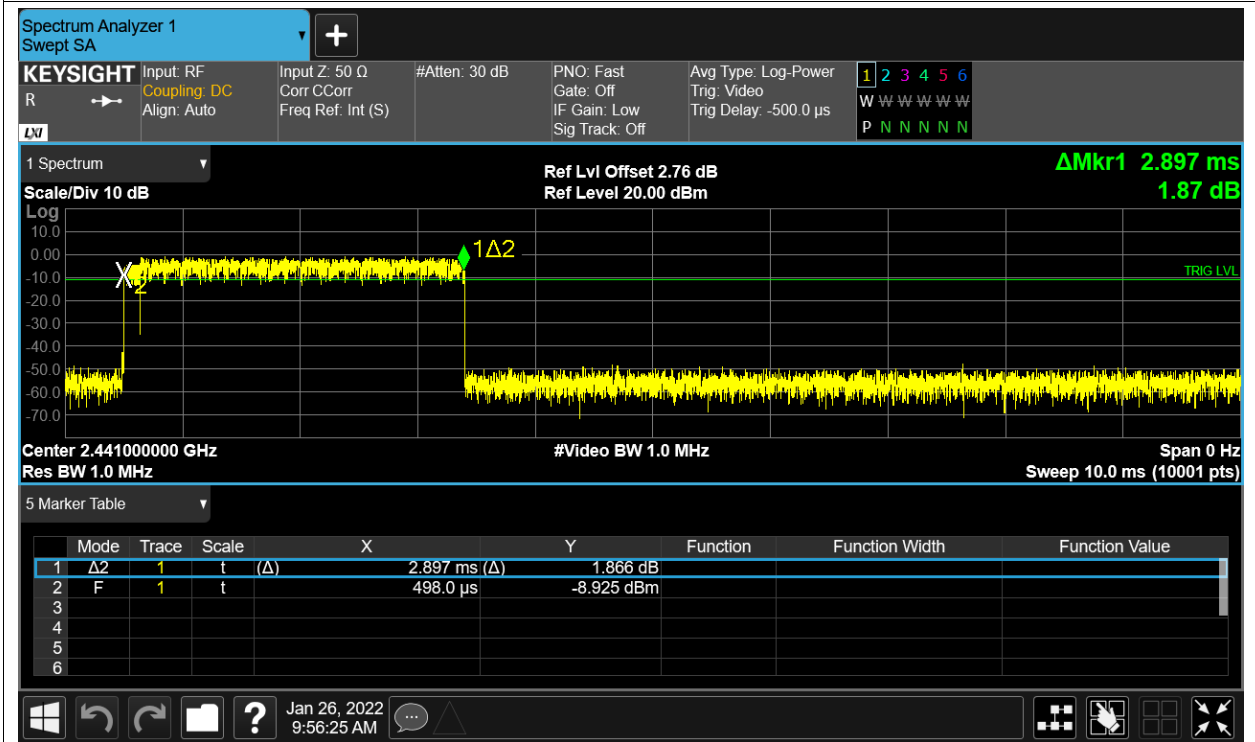 Spectrum Analyzer 1
Swept SA
KEYSIGHT Input: RF Input Z: 50 Ω #Atten: 30 dB PNO: Fast Avg Type: Log-Power 1 2 3 4 5 6
R Coupling: DC Corr CCorr Gate: Off Trig: Video W W W W W W
Align: Auto Freq Ref: Int (S) IF Gain: Low Trig Delay: -500.0 µs
LXI Sig Track: Off P N N N N N
1 Spectrum Ref Lvl Offset 2.76 dB ΔMkr1 2.897 ms
Scale/Div 10 dB Ref Level 20.00 dBm 1.87 dB
Log
10.0
0.00 1Δ2
-10.0 X 2 TRIG LVL
-20.0
-30.0
-40.0
-50.0
-60.0
-70.0
Center 2.441000000 GHz #Video BW 1.0 MHz Span 0 Hz
Res BW 1.0 MHz Sweep 10.0 ms (10001 pts)
5 Marker Table
Mode Trace Scale X Y Function Function Width Function Value
1 Δ2 1 t (Δ) 2.897 ms (Δ) 1.866 dB
2 F 1 t 498.0 µs -8.925 dBm
3
4
5
6
? Jan 26, 2022
9:56:25 AM